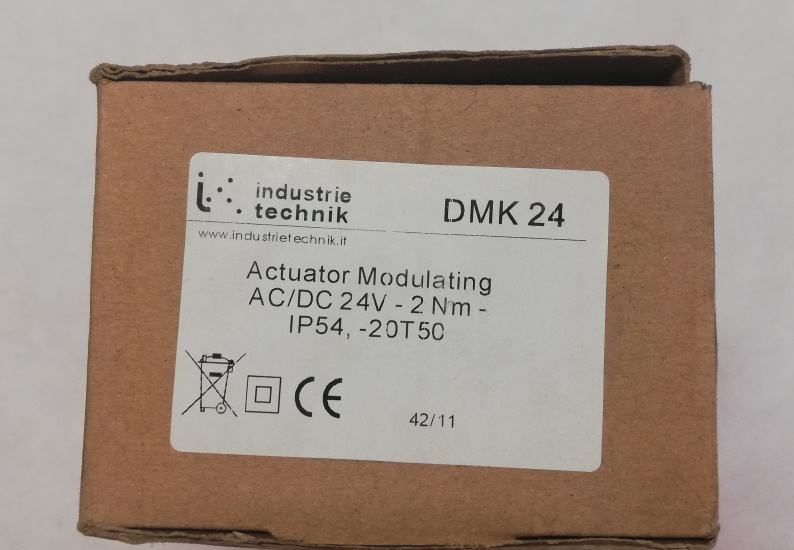 industrie
technik
DMK 24
www.industrietechnik.it
Actuator Modulating
AC/DC 24V - 2 Nm -
IP54, -20T50
CE
42/11